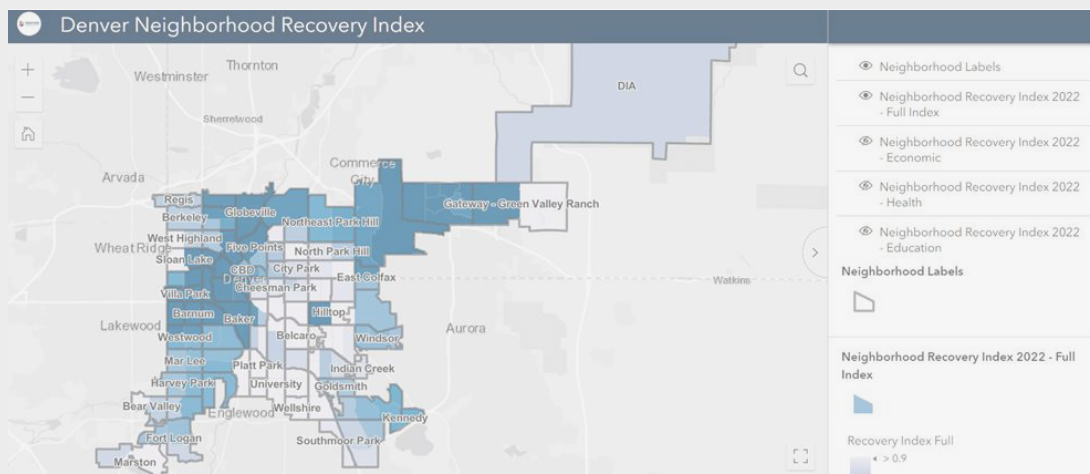 Denver Neighborhood Recovery Index
Thornton
Westminster
DIA
Sherrelwood
Commerce
City
Arvada
Regis
Gateway - Green Valley Ranch
Berkeley
Globeville
Northeast Park Hill
West Highland
Wheat Ridge
Five Points
North Park Hill
Sloan Lake
CBD
City Park
Denver
East Colfax
Watkins
Cheesman Park
Villa Park
Barnum
Baker
Hilltop
Lakewood
Aurora
Westwood
Belcaro
Windsor
Mar Lee
Platt Park
Indian Creek
Harvey Park
University
Goldsmith
Bear Valley
Englewood
Wellshire
Kennedy
Fort Logan
Southmoor Park
Marston
Neighborhood Labels
Neighborhood Recovery Index 2022
- Full Index
Neighborhood Recovery Index 2022
- Economic
Neighborhood Recovery Index 2022
- Health
Neighborhood Recovery Index 2022
- Education
Neighborhood Labels
Neighborhood Recovery Index 2022 - Full
Index
Recovery Index Full
> 0.9